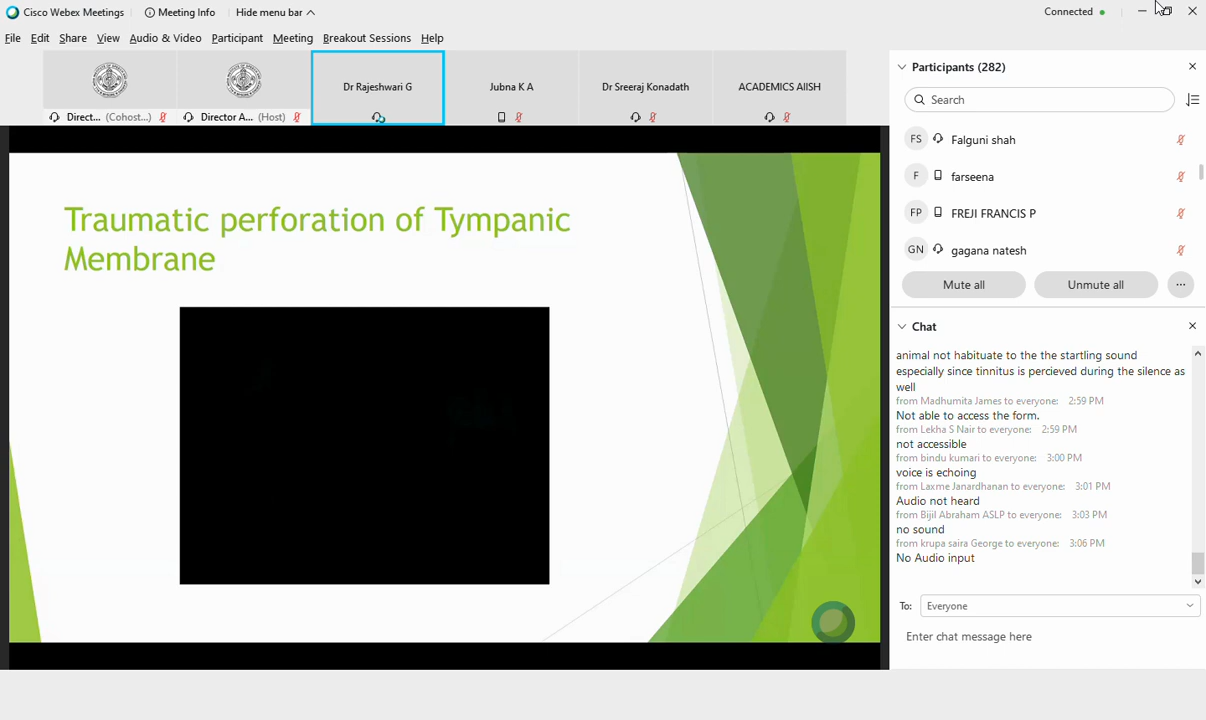 Cisco Webex Meetings
Meeting Info
Hide menu bar
Connected
File Edit Share View Audio & Video Participant Meeting Breakout Sessions Help
Dr Rajeshwari G
Jubna K A
Dr Sreeraj Konadath
ACADEMICS AIISH
Direct... (Cohost...)
Director A... (Host)
Traumatic perforation of Tympanic
Membrane
Participants (282)
Search
FS Falguni shah
F farseena
FP FREJI FRANCIS P
GN gagana natesh
Mute all
Unmute all
...
Chat
animal not habituate to the the startling sound
especially since tinnitus is percieved during the silence as
well
from Madhumita James to everyone: 2:59 PM
Not able to access the form.
from Lekha S Nair to everyone: 2:59 PM
not accessible
from bindu kumari to everyone: 3:00 PM
voice is echoing
from Laxme Janardhanan to everyone: 3:01 PM
Audio not heard
from Bijil Abraham ASLP to everyone: 3:03 PM
no sound
from krupa saira George to everyone: 3:06 PM
No Audio input
To: Everyone
Enter chat message here